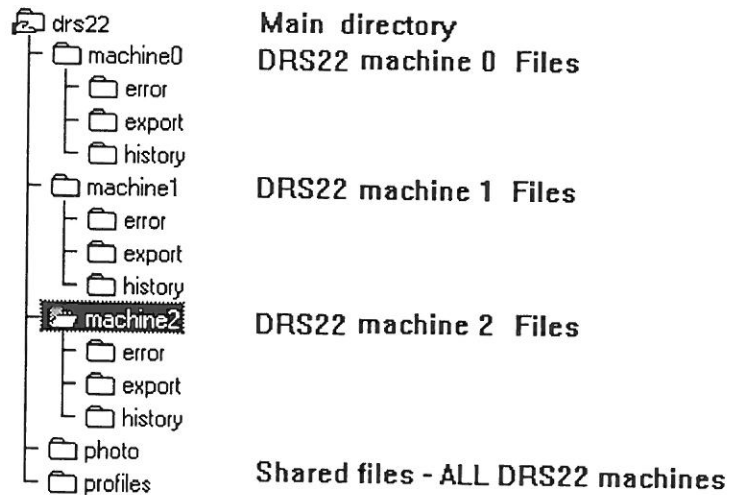 drs22 Main directory
machine0 DRS22 machine 0 Files
error
export
history
machine1 DRS22 machine 1 Files
error
export
history
machine2 DRS22 machine 2 Files
error
export
history
photo
profiles Shared files - ALL DRS22 machines